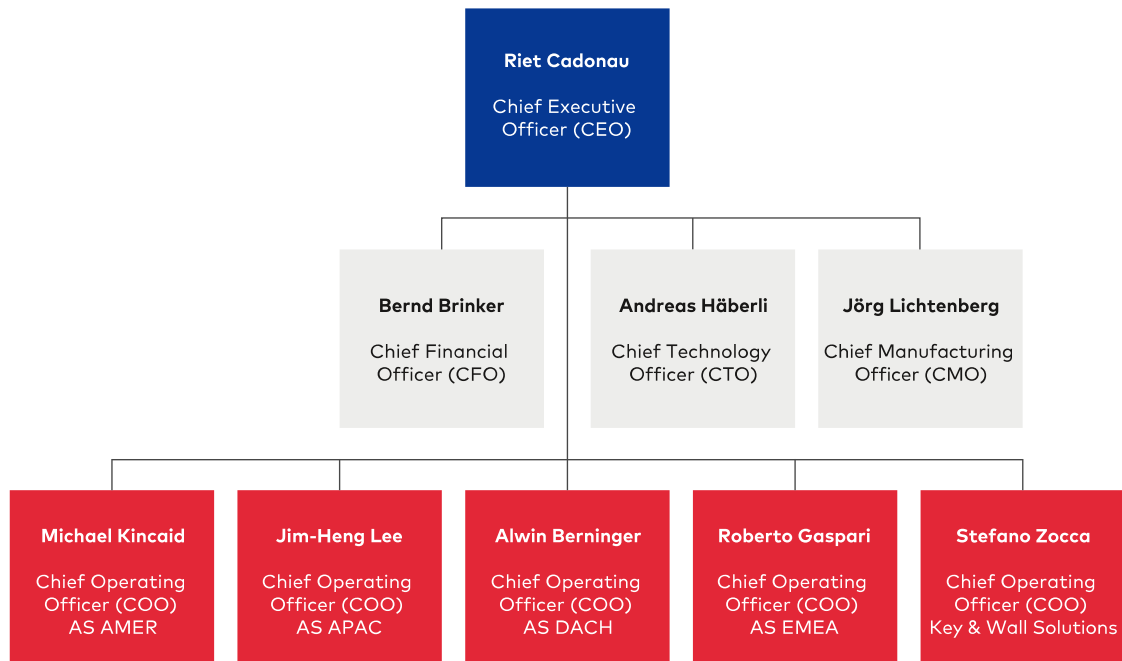 Riet Cadonau
Chief Executive
Officer (CEO)
Bernd Brinker
Chief Financial
Officer (CFO)
Andreas Häberli
Chief Technology
Officer (CTO)
Jörg Lichtenberg
Chief Manufacturing
Officer (CMO)
Michael Kincaid
Chief Operating
Officer (COO)
AS AMER
Jim-Heng Lee
Chief Operating
Officer (COO)
AS APAC
Alwin Berninger
Chief Operating
Officer (COO)
AS DACH
Roberto Gaspari
Chief Operating
Officer (COO)
AS EMEA
Stefano Zocca
Chief Operating
Officer (COO)
Key & Wall Solutions